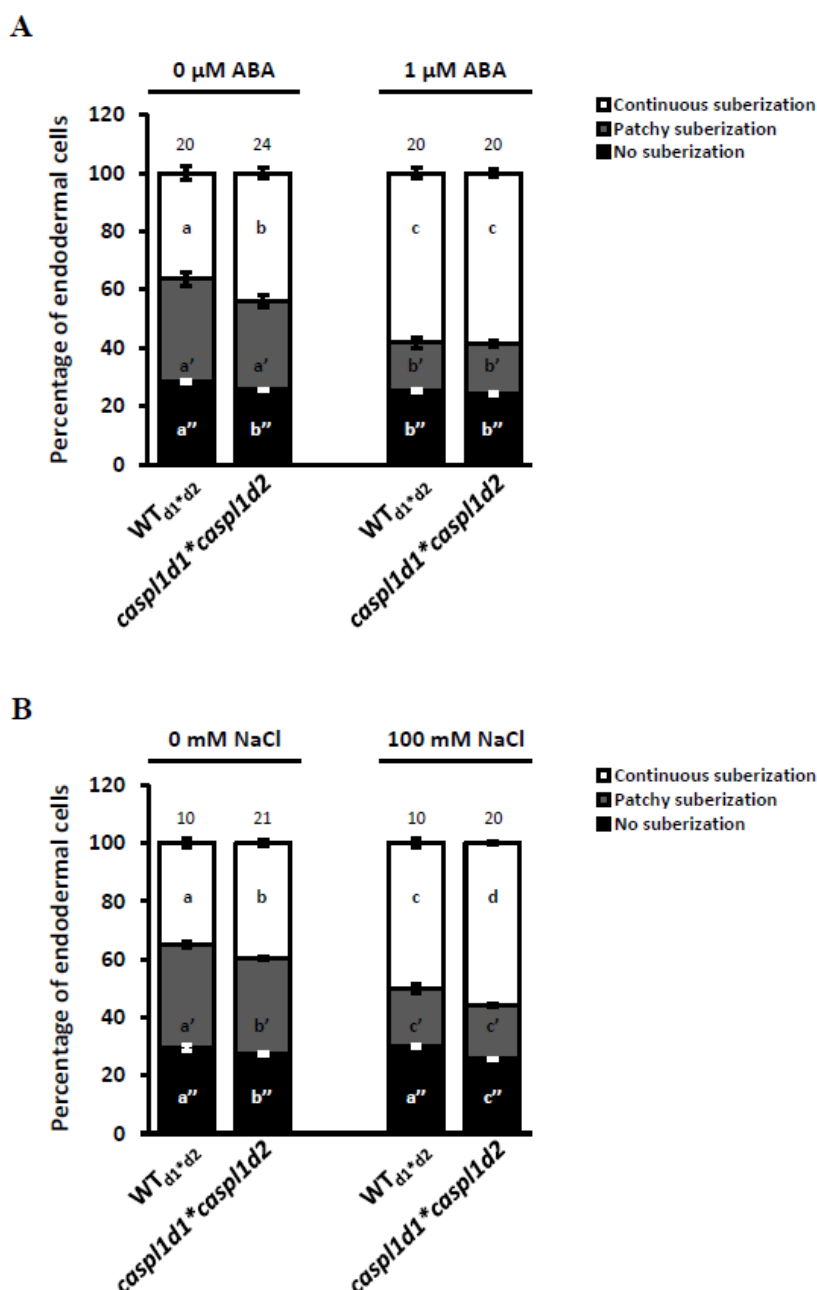 A
0 µM ABA 1 µM ABA
Continuous suberization
Patchy suberization
No suberization
Percentage of endodermal cells
120
100
80
60
40
20
0
20 24 20 20
a b c c
a’ a’ b’ b’
a” b” b” b”
WTd1*d2
caspl1d1*caspl1d2
WTd1*d2
caspl1d1*caspl1d2
B
0 mM NaCl 100 mM NaCl
Continuous suberization
Patchy suberization
No suberization
Percentage of endodermal cells
120
100
80
60
40
20
0
10 21 10 20
a b c d
a’ b’ c’ c’
a” b” a” c”
WTd1*d2
caspl1d1*caspl1d2
WTd1*d2
caspl1d1*caspl1d2